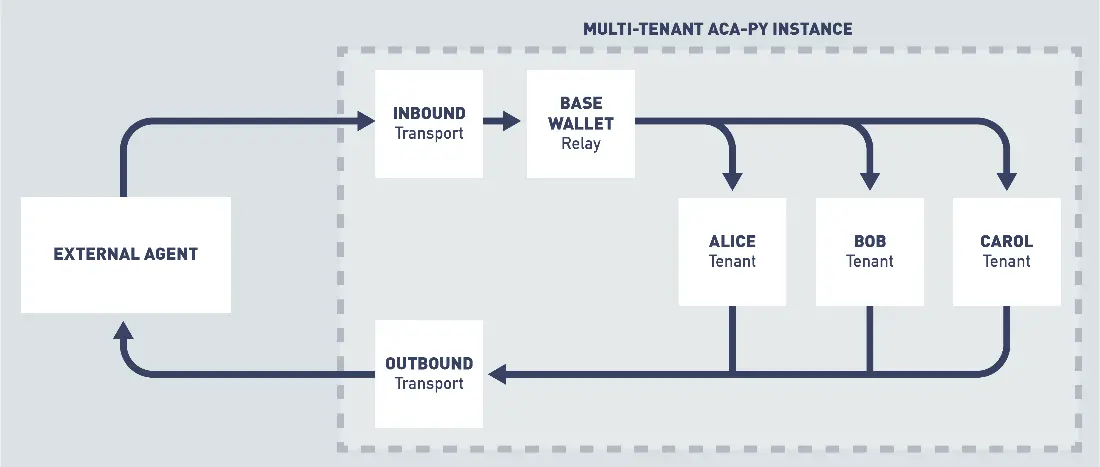 MULTI-TENANT ACA-PY INSTANCE
INBOUND
Transport
BASE
WALLET
Relay
EXTERNAL AGENT
ALICE
Tenant
BOB
Tenant
CAROL
Tenant
OUTBOUND
Transport